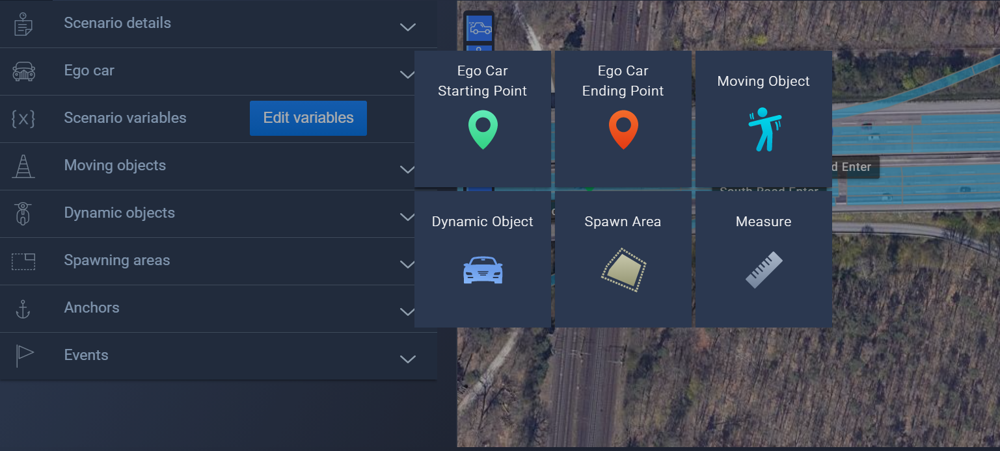 Scenario details
Ego car
Scenario variables
Edit variables
Moving objects
Dynamic objects
Spawning areas
Anchors
Events
Ego Car
Starting Point
Ego Car
Ending Point
Moving Object
Dynamic Object
Spawn Area
Measure
Enter
South Road Enter